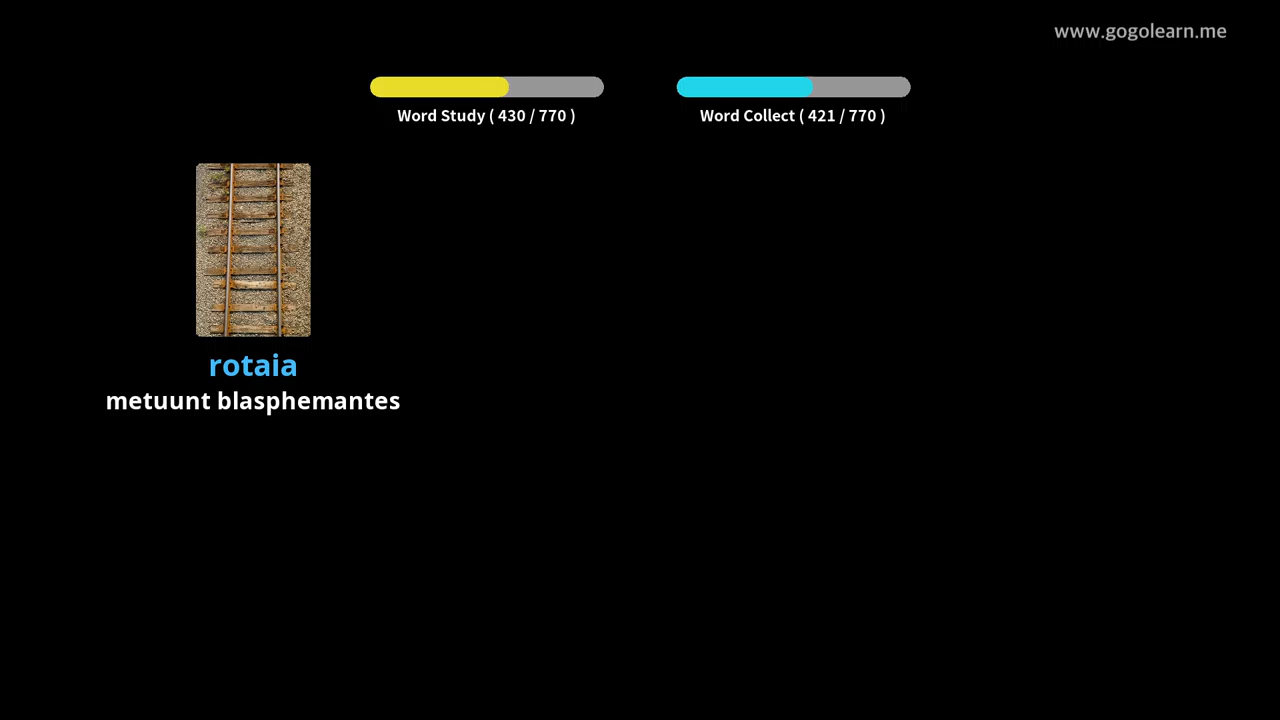 www.gogolearn.me
Word Study ( 430 / 770 )
Word Collect ( 421 / 770 )
rotaia
metuunt blasphemantes